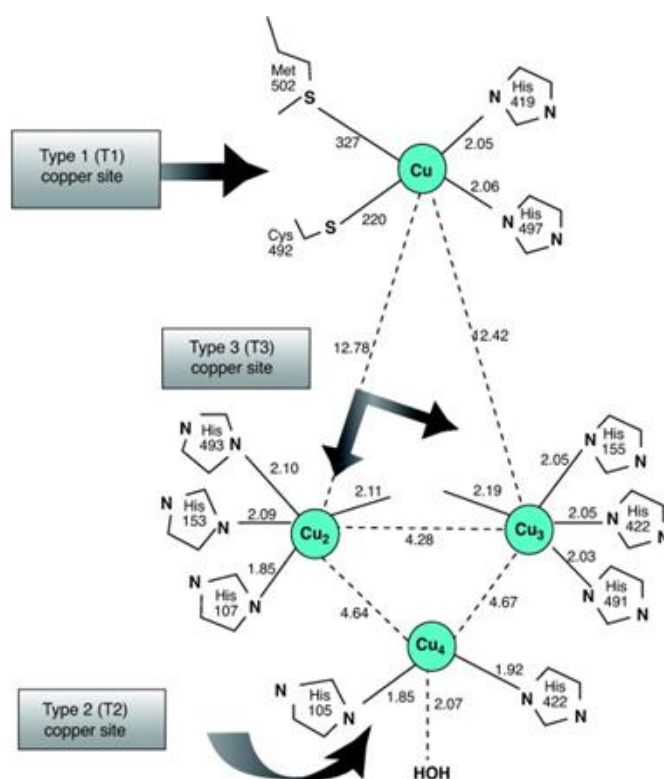 Met
502
S
His
419
N
N
327
2.05
Type 1 (T1)
copper site
Cu
2.06
220
S
Cys
492
N
His
497
N
Type 3 (T3)
copper site
12.78
12.42
N
His
493
N
2.10
2.11
His
153
N
2.09
Cu2
4.28
2.19
Cu3
2.05
N
His
155
N
2.05
N
His
422
N
2.03
N
His
491
N
1.85
His
107
N
4.64
4.67
Cu4
N
His
105
N
1.85
2.07
1.92
N
His
422
N
Type 2 (T2)
copper site
HOH